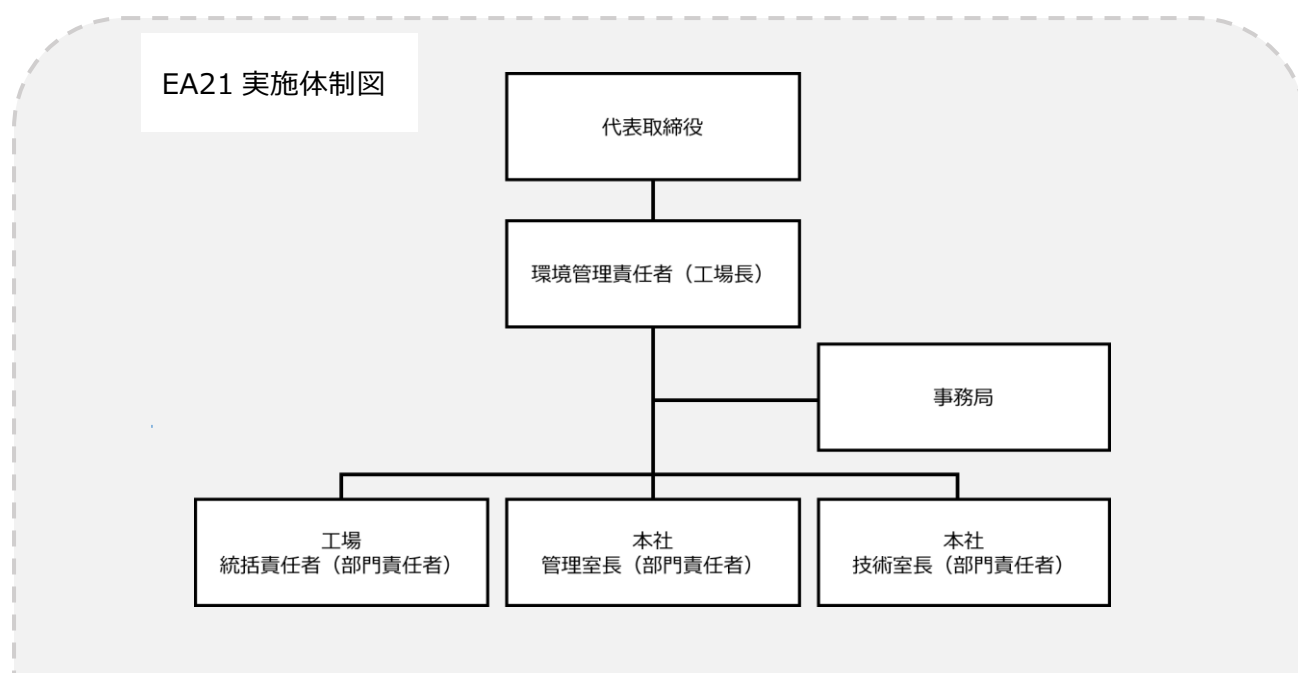 EA21 実施体制図
代表取締役
環境管理責任者（工場長）
事務局
工場
統括責任者（部門責任者）
本社
管理室長（部門責任者）
本社
技術室長（部門責任者）